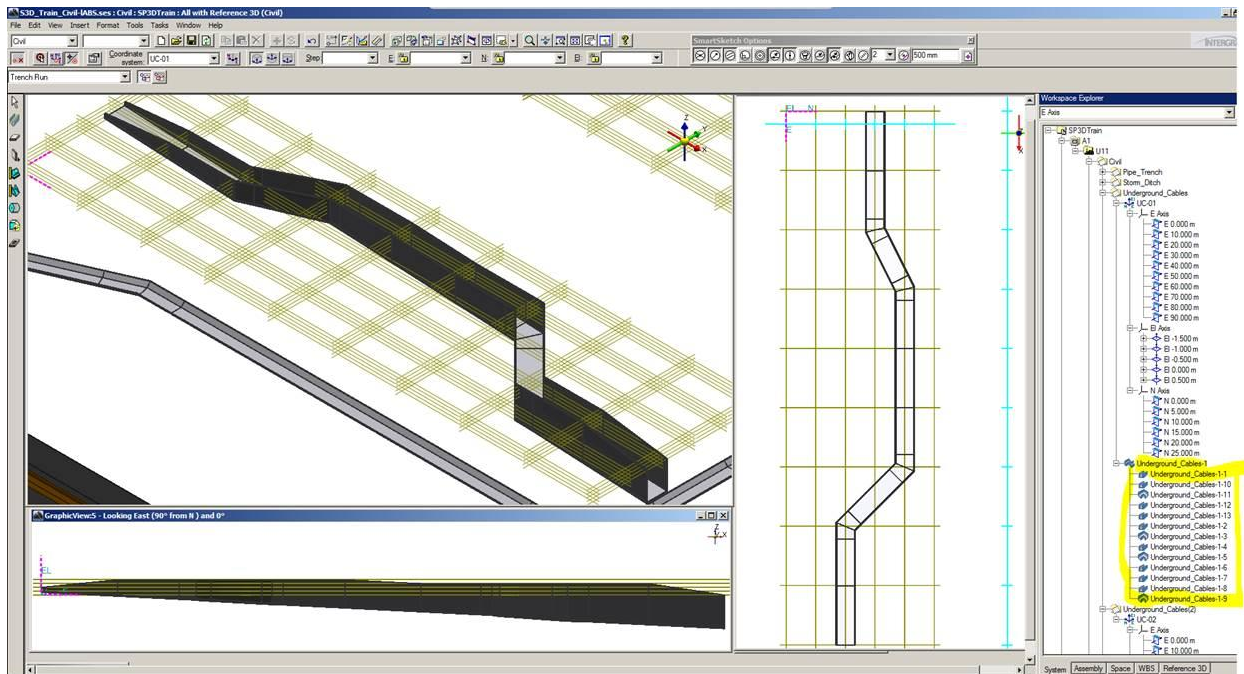 S3D_Train_Civil-IABS.ses : Civil : SP3DTrain : All with Reference 3D (Civil)
File Edit View Insert Format Tools Tasks Window Help
Civil
SmartSketch Options
Coordinate system: UC-01
Step:
E:
N:
El:
2
500 mm
Trench Run
Workspace Explorer
E Axis
SP3DTrain
A1
U11
Civil
Pipe_Trench
Storm_Ditch
Underground_Cables
UC-01
E Axis
E 0.000 m
E 10.000 m
E 20.000 m
E 30.000 m
E 40.000 m
E 50.000 m
E 60.000 m
E 70.000 m
E 80.000 m
E 90.000 m
El Axis
El -1.500 m
El -1.000 m
El -0.500 m
El 0.000 m
El 0.500 m
N Axis
N 0.000 m
N 5.000 m
N 10.000 m
N 15.000 m
N 20.000 m
N 25.000 m
Underground_Cables-1
Underground_Cables-1-1
Underground_Cables-1-10
Underground_Cables-1-11
Underground_Cables-1-12
Underground_Cables-1-13
Underground_Cables-1-2
Underground_Cables-1-3
Underground_Cables-1-4
Underground_Cables-1-5
Underground_Cables-1-6
Underground_Cables-1-7
Underground_Cables-1-8
Underground_Cables-1-9
Underground_Cables(2)
UC-02
E Axis
E 0.000 m
E 10.000 m
System Assembly Space WBS Reference 3D
GraphicView:5 - Looking East (90° from N ) and 0°
EL
Z
Y
X
EL N
E
X
Z
X